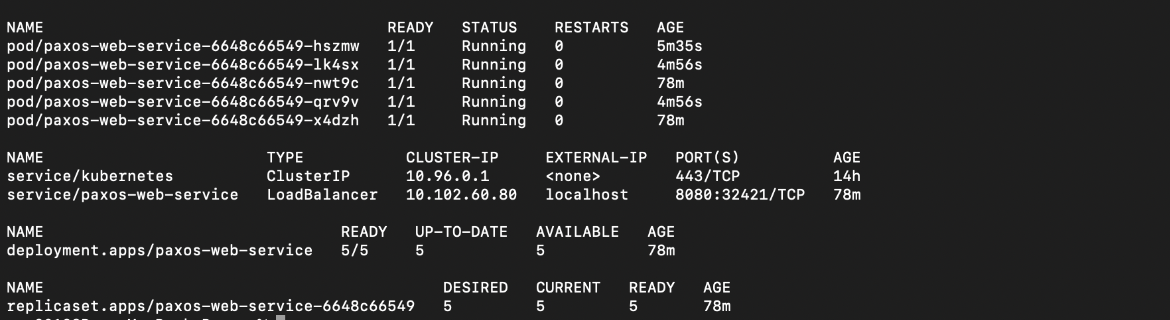 NAME READY STATUS RESTARTS AGE
pod/paxos-web-service-6648c66549-hszmw 1/1 Running 0 5m35s
pod/paxos-web-service-6648c66549-lk4sx 1/1 Running 0 4m56s
pod/paxos-web-service-6648c66549-nwt9c 1/1 Running 0 78m
pod/paxos-web-service-6648c66549-qrv9v 1/1 Running 0 4m56s
pod/paxos-web-service-6648c66549-x4dzh 1/1 Running 0 78m
NAME TYPE CLUSTER-IP EXTERNAL-IP PORT(S) AGE
service/kubernetes ClusterIP 10.96.0.1 <none> 443/TCP 14h
service/paxos-web-service LoadBalancer 10.102.60.80 localhost 8080:32421/TCP 78m
NAME READY UP-TO-DATE AVAILABLE AGE
deployment.apps/paxos-web-service 5/5 5 5 78m
NAME DESIRED CURRENT READY AGE
replicaset.apps/paxos-web-service-6648c66549 5 5 5 78m